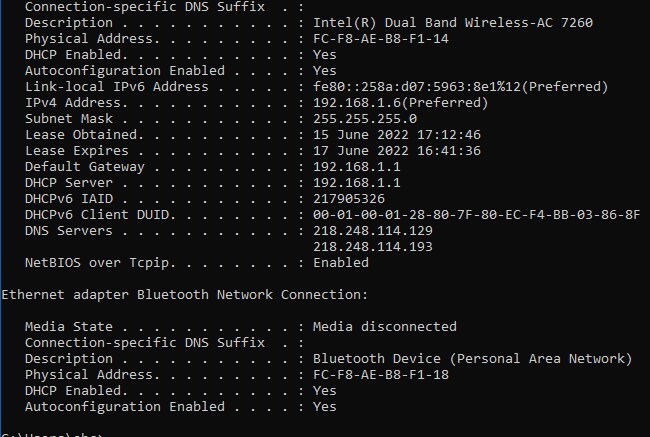 Connection-specific DNS Suffix  . :
Description . . . . . . . . . . . : Intel(R) Dual Band Wireless-AC 7260
Physical Address. . . . . . . . . : FC-F8-AE-B8-F1-14
DHCP Enabled. . . . . . . . . . . : Yes
Autoconfiguration Enabled . . . . : Yes
Link-local IPv6 Address . . . . . : fe80::258a:d07:5963:8e1%12(Preferred)
IPv4 Address. . . . . . . . . . . : 192.168.1.6(Preferred)
Subnet Mask . . . . . . . . . . . : 255.255.255.0
Lease Obtained. . . . . . . . . . : 15 June 2022 17:12:46
Lease Expires . . . . . . . . . . : 17 June 2022 16:41:36
Default Gateway . . . . . . . . . : 192.168.1.1
DHCP Server . . . . . . . . . . . : 192.168.1.1
DHCPv6 IAID . . . . . . . . . . . : 217905326
DHCPv6 Client DUID. . . . . . . . : 00-01-00-01-28-80-7F-80-EC-F4-BB-03-86-8F
DNS Servers . . . . . . . . . . . : 218.248.114.129
218.248.114.193
NetBIOS over Tcpip. . . . . . . . : Enabled
Ethernet adapter Bluetooth Network Connection:
Media State . . . . . . . . . . . : Media disconnected
Connection-specific DNS Suffix  . :
Description . . . . . . . . . . . : Bluetooth Device (Personal Area Network)
Physical Address. . . . . . . . . : FC-F8-AE-B8-F1-18
DHCP Enabled. . . . . . . . . . . : Yes
Autoconfiguration Enabled . . . . : Yes